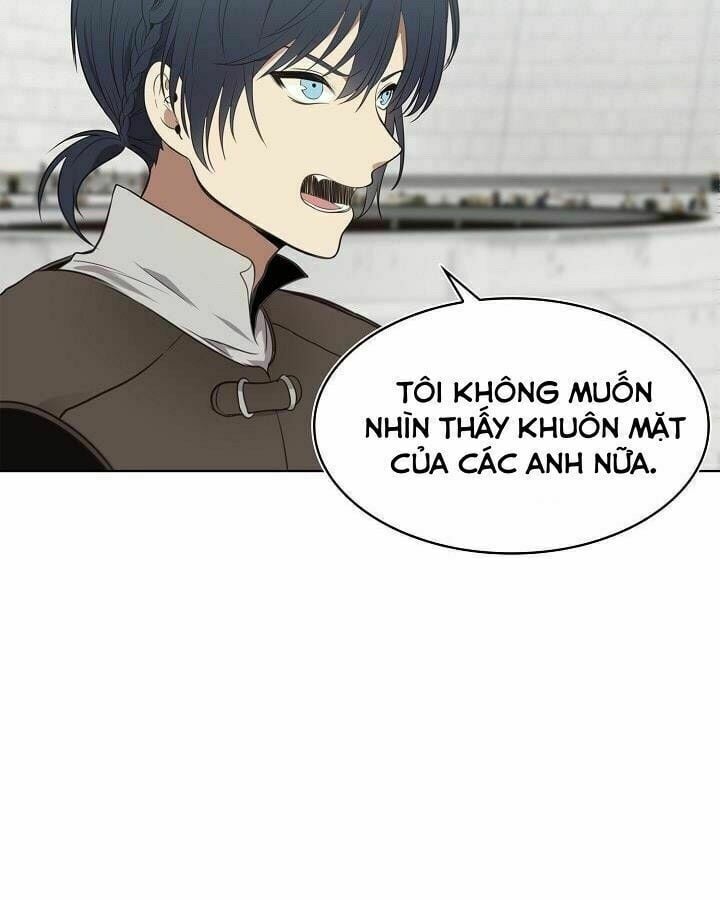 TÔI KHÔNG MUỐN
NHÌN THẤY KHUÔN MẶT
CỦA CÁC ANH NỮA.